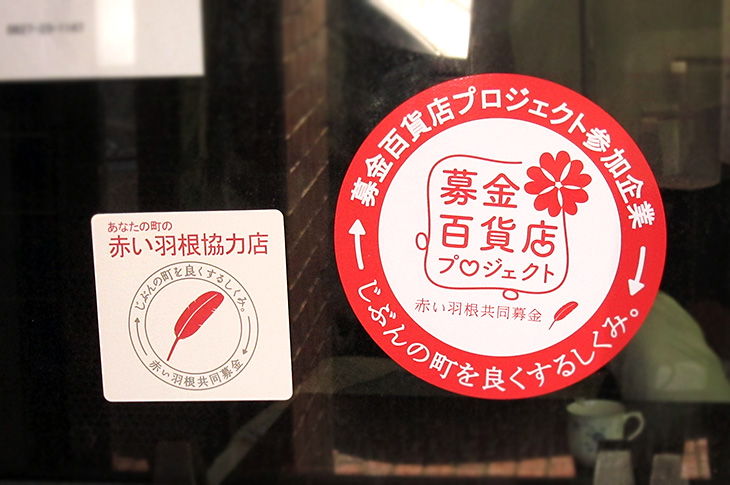 あなたの町の
赤い羽根協力店
じぶんの町を良くするしくみ。
赤い羽根共同募金
募金百貨店プロジェクト参加企業
募金
百貨店
プロジェクト
赤い羽根共同募金
じぶんの町を良くするしくみ。